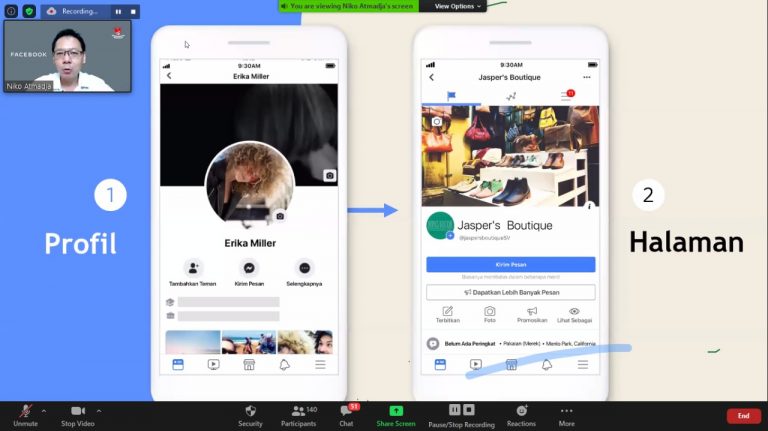 Recording...
You are viewing Niko Atmadja's screen
View Options
FACEBOOK
Niko Atmadja
1
Profil
9:30AM
Erika Miller
Erika Miller
Tambahkan Teman
Kirim Pesan
Selengkapnya
9:30AM
Jasper's Boutique
11
Jasper's Boutique
@jaspersboutiqueSY
Kirim Pesan
Biasanya membalas dalam beberapa menit
Dapatkan Lebih Banyak Pesan
Terbitkan
Foto
Promosikan
Lihat Sebagai
Belum Ada Peringkat • Pakaian (Merek) • Menlo Park, California
2
Halaman
Unmute
Stop Video
Security
140
Participants
51
Chat
Share Screen
Pause/Stop Recording
Reactions
More
End